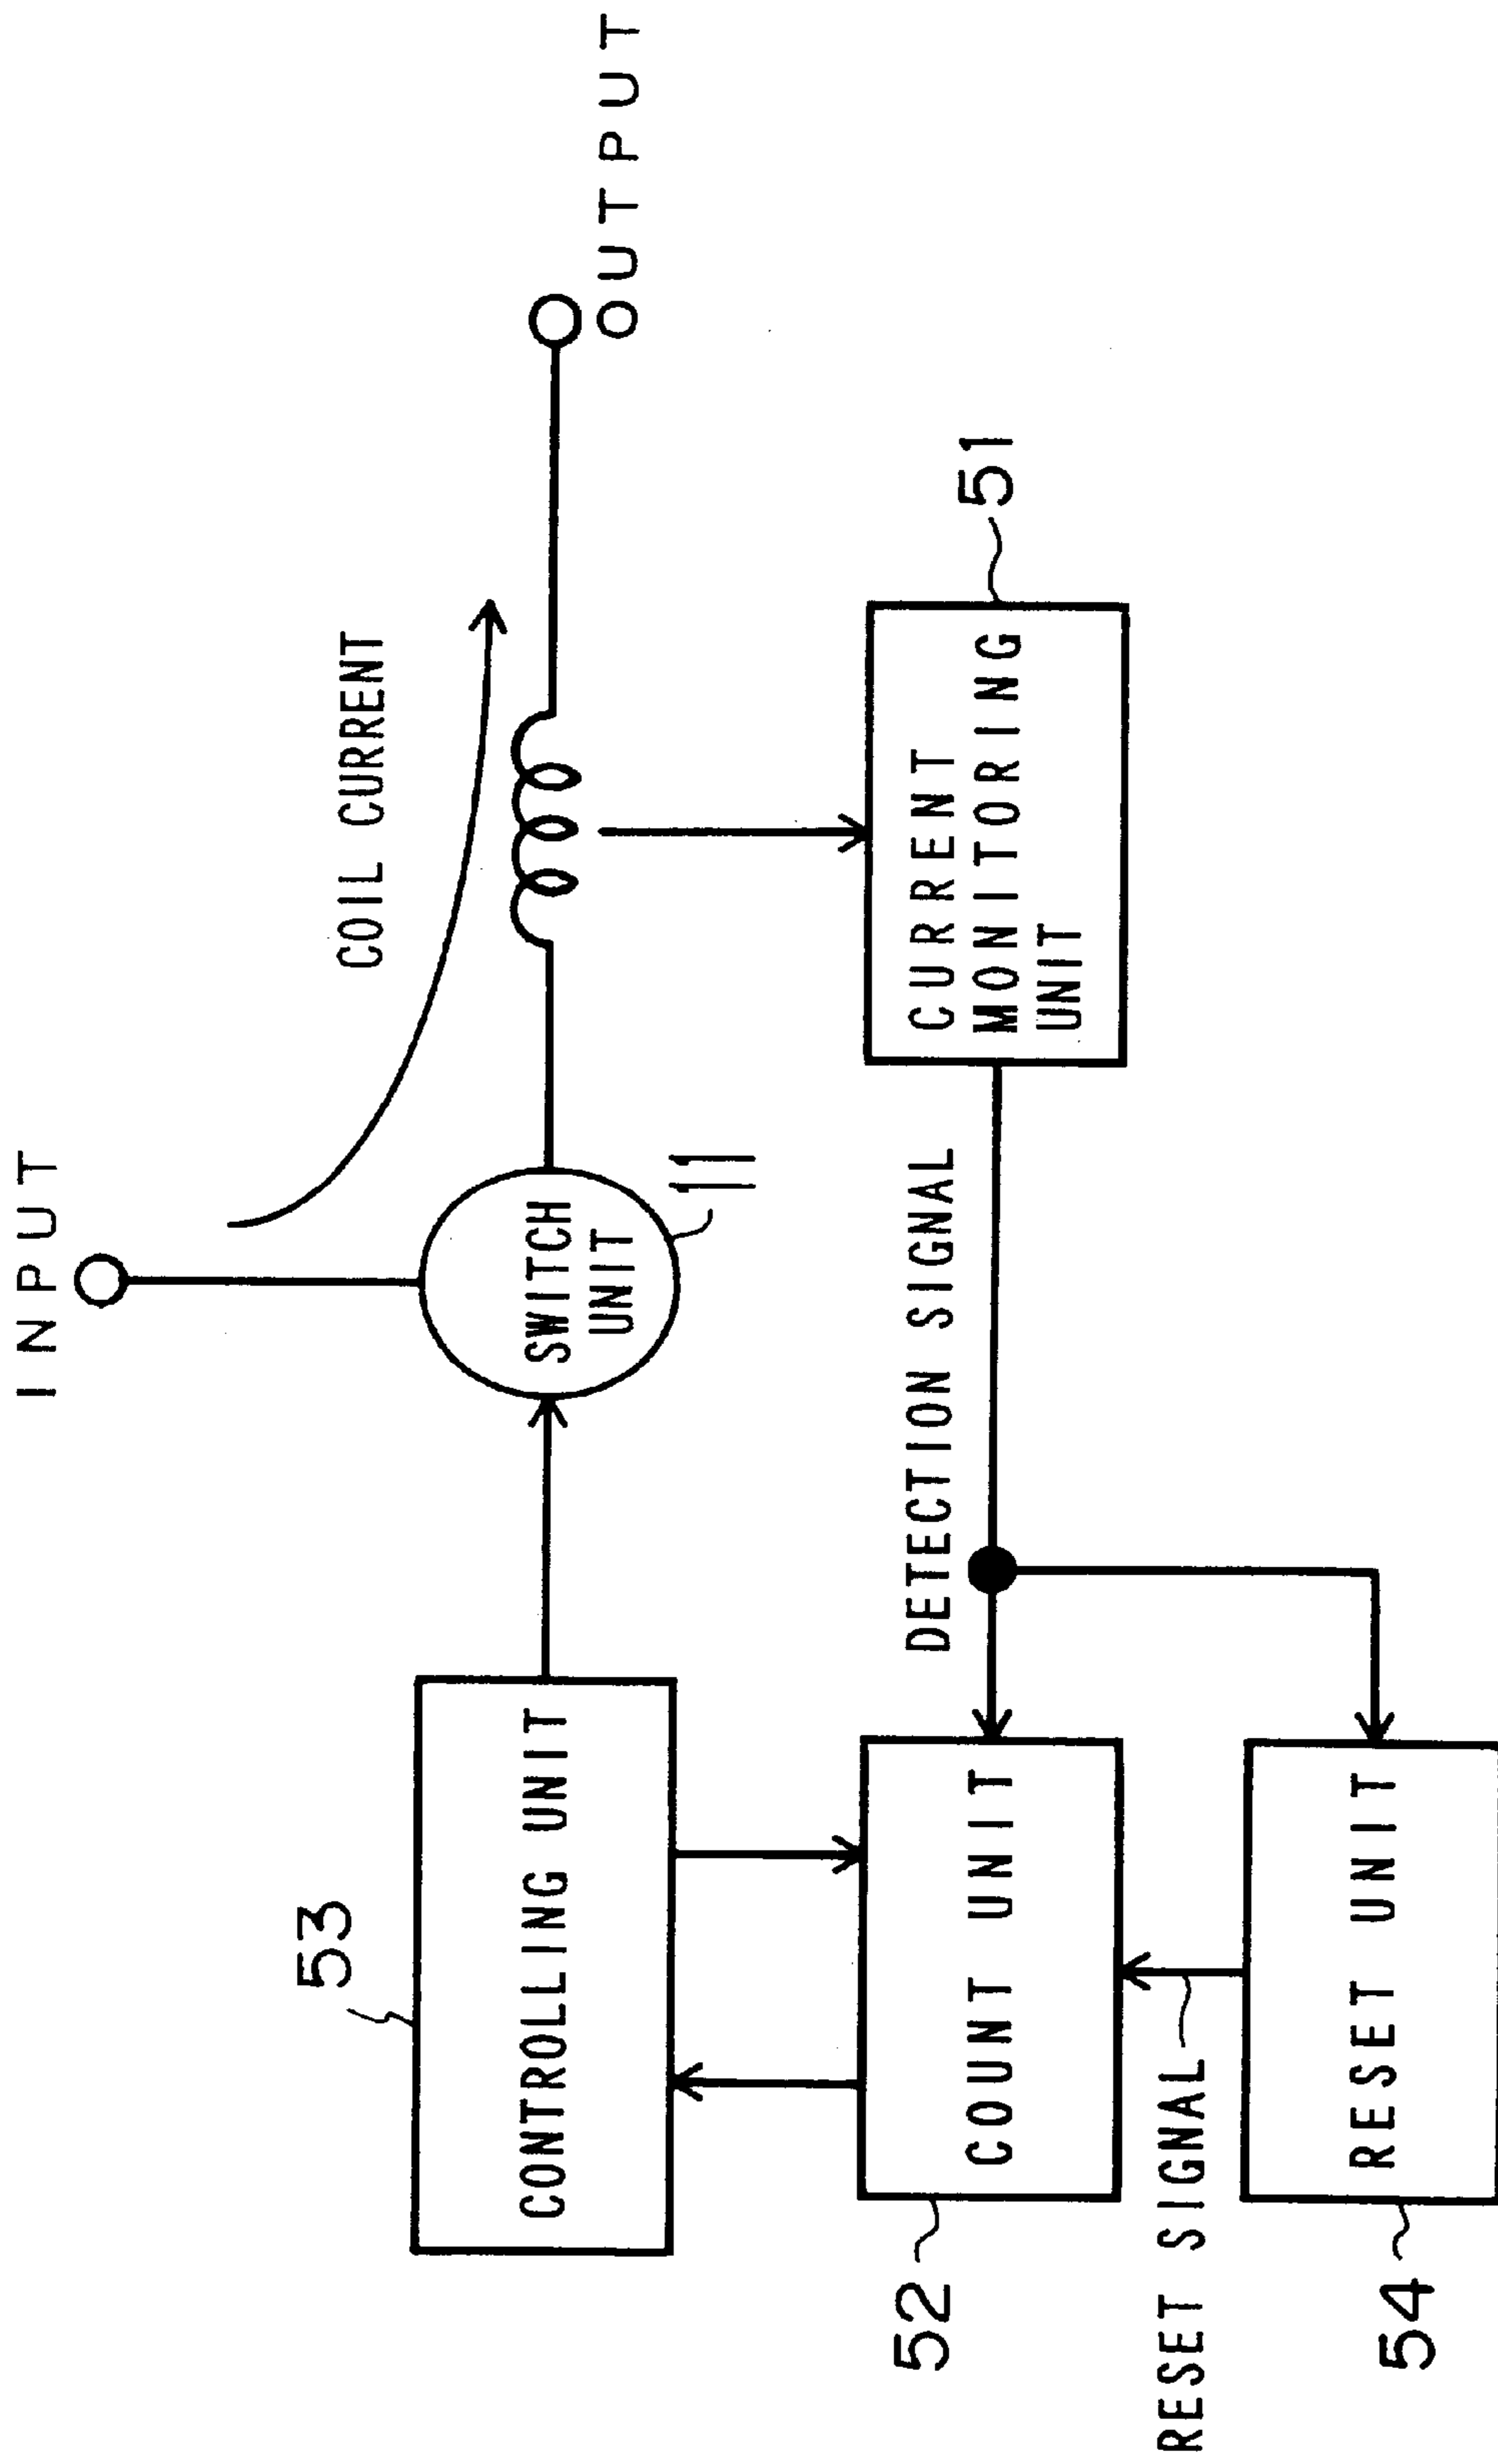 INPUT
COIL CURRENT
OUTPUT
53
CONTROLLING UNIT
SWITCH
UNIT
11
DETECTION SIGNAL
CURRENT
MONITORING
UNIT
51
52
COUNT UNIT
RESET SIGNAL
54
RESET UNIT